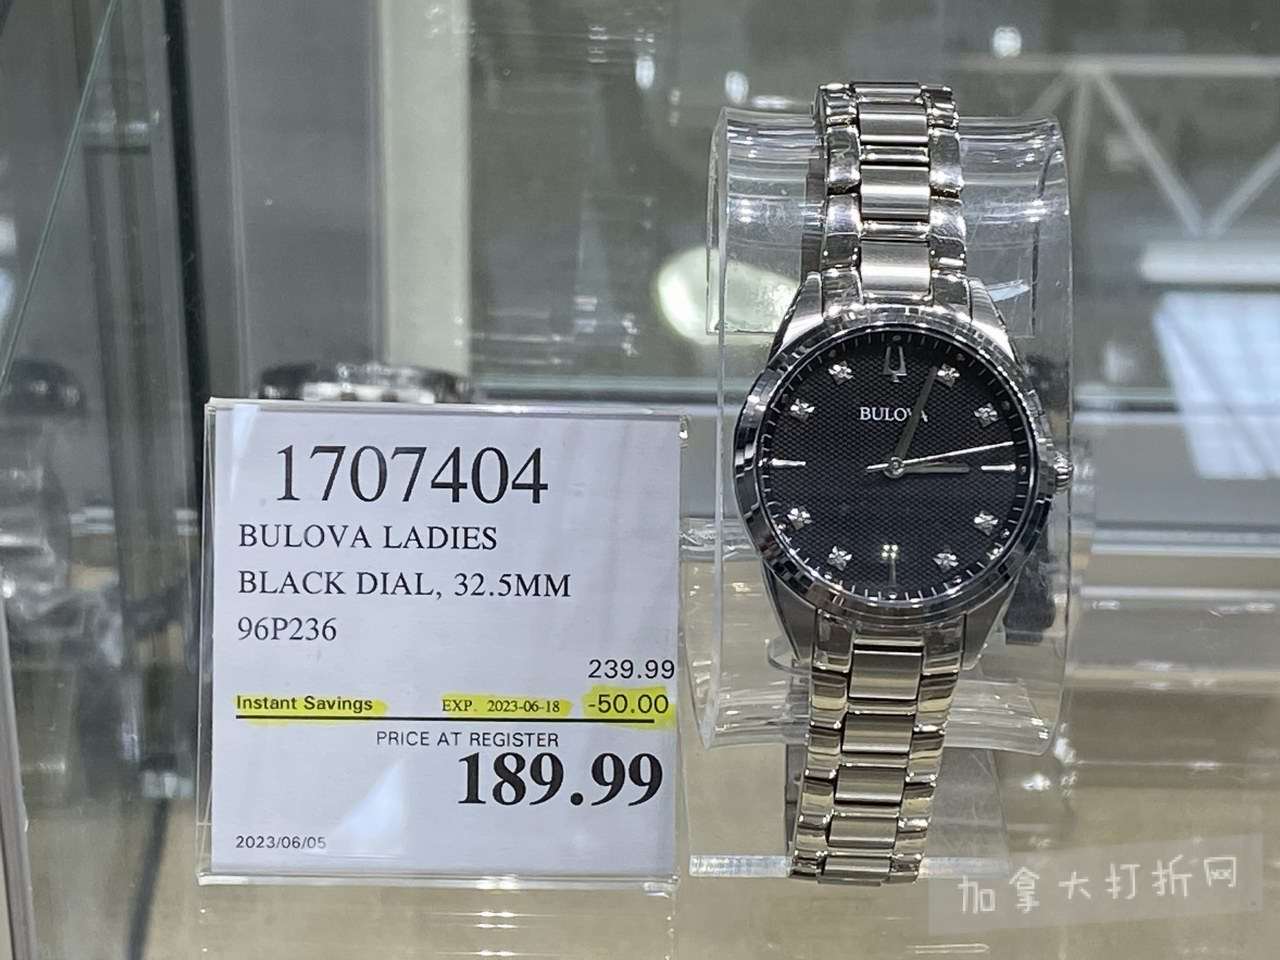 1707404
BULOVA LADIES
BLACK DIAL, 32.5MM
96P236
239.99
Instant Savings EXP. 2023-06-18 -50.00
PRICE AT REGISTER
189.99
2023/06/05
BULOVA
加拿大打折网